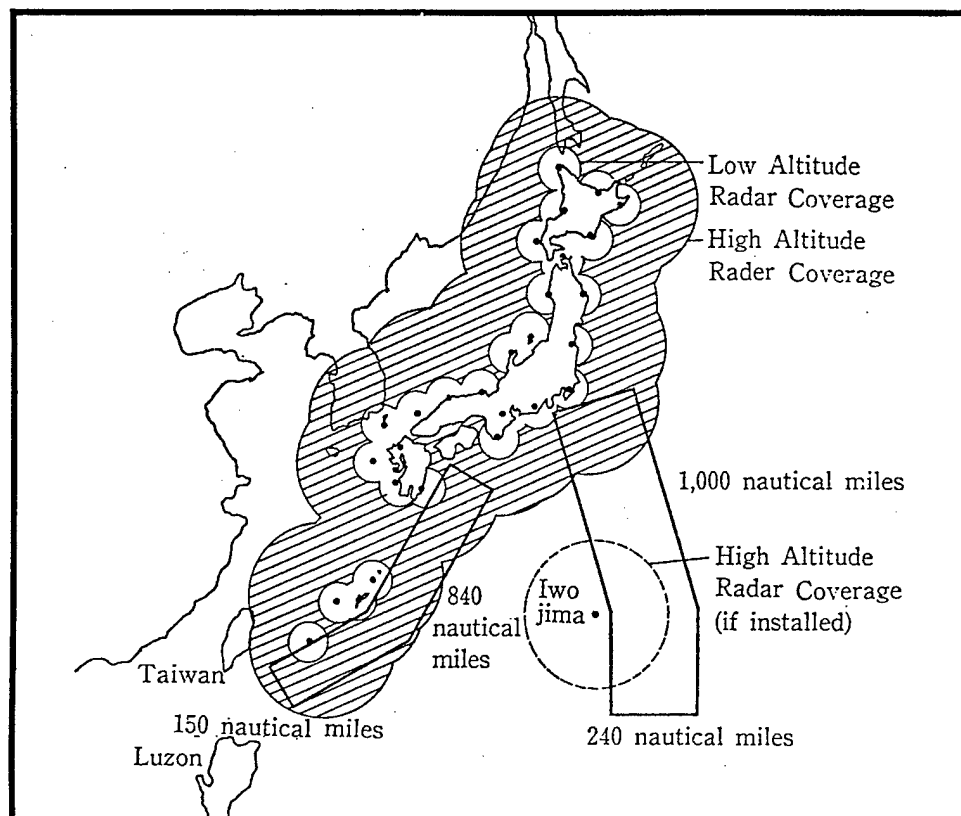 Low Altitude
Radar Coverage
High Altitude
Rader Coverage
1,000 nautical miles
High Altitude
Radar Coverage
(if installed)
Iwo
jima
840
nautical
miles
Taiwan
150 nautical miles
240 nautical miles
Luzon